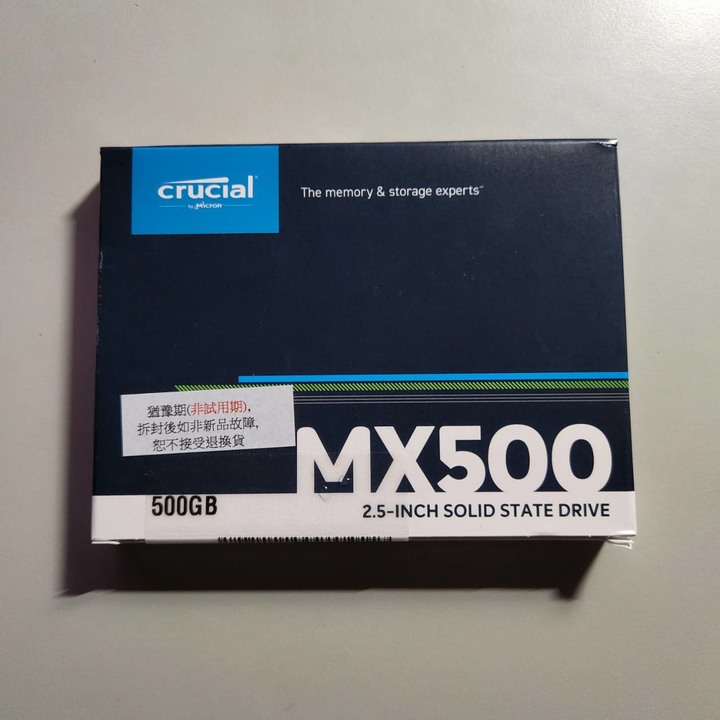 crucial
by Micron
The memory & storage experts™
猶豫期(非試用期),
拆封後如非新品故障,
恕不接受退換貨
MX500
500GB
2.5-INCH SOLID STATE DRIVE